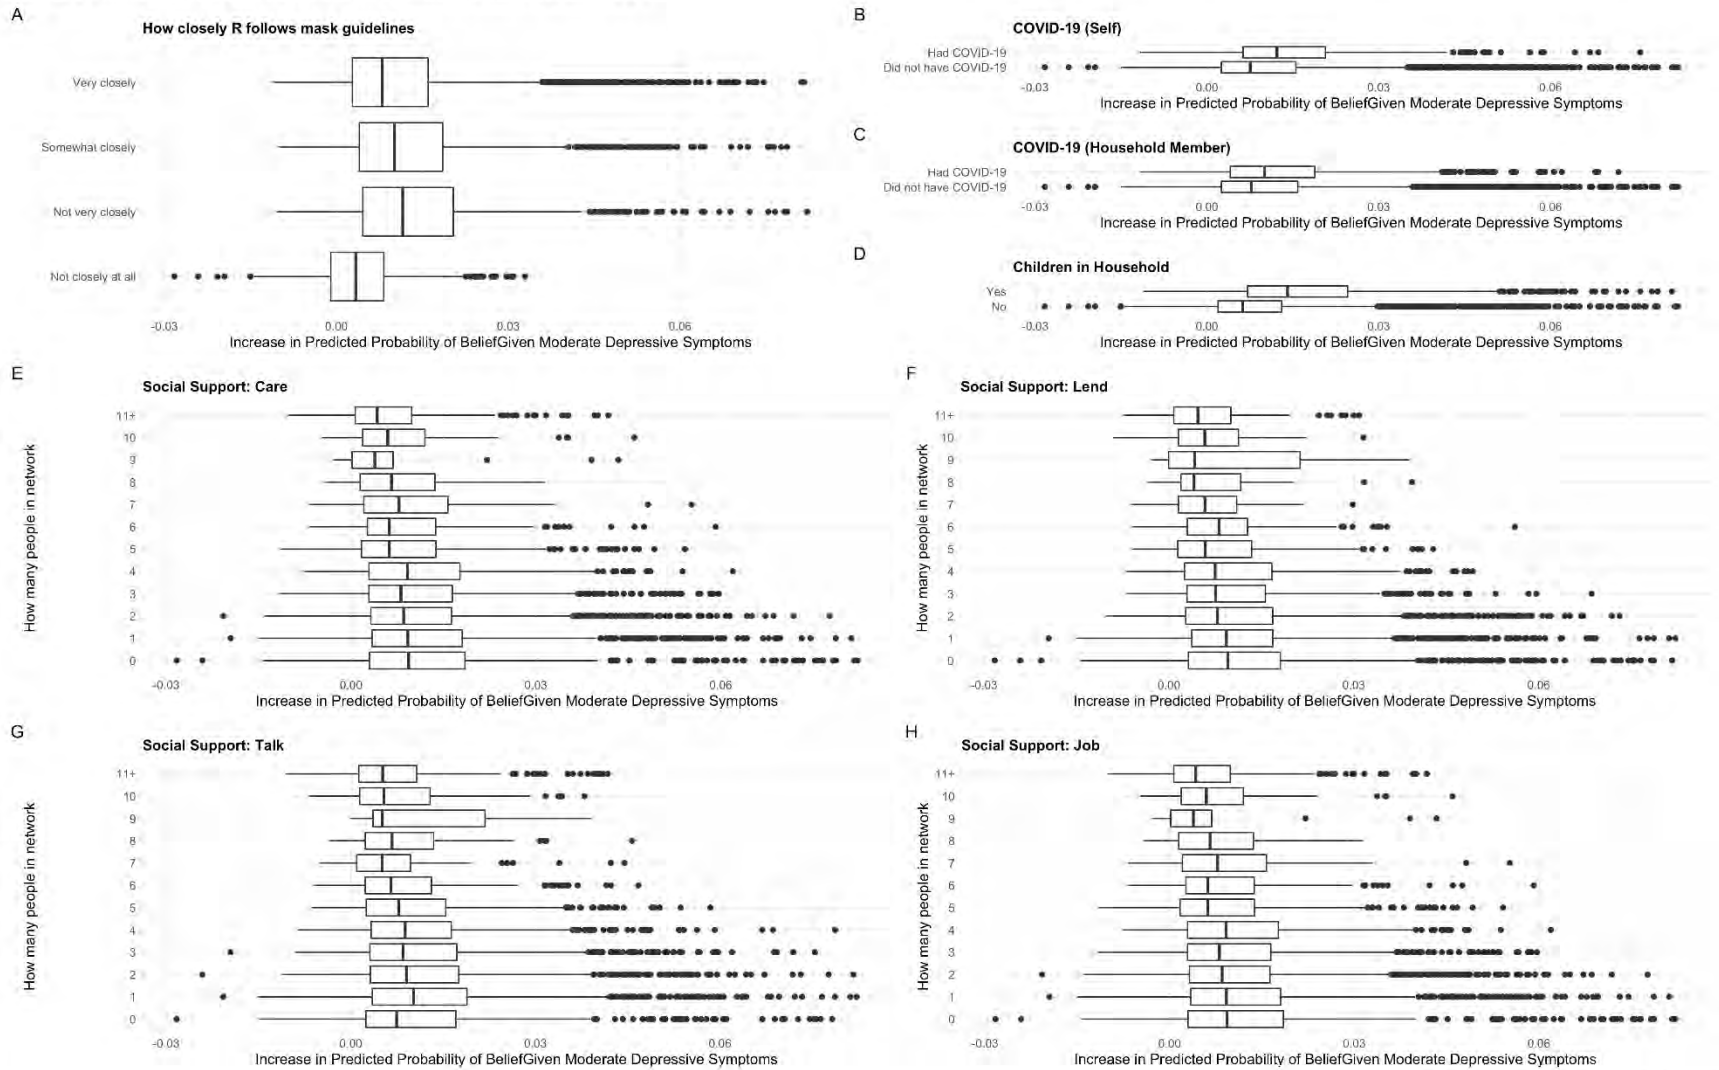 A
How closely R follows mask guidelines
Very closely
Somewhat closely
Not very closely
Not closely at all
-0.03 0.00 0.03 0.06
Increase in Predicted Probability of BeliefGiven Moderate Depressive Symptoms
B
COVID-19 (Self)
Had COVID-19
Did not have COVID-19
-0.03 0.00 0.03 0.06
Increase in Predicted Probability of BeliefGiven Moderate Depressive Symptoms
C
COVID-19 (Household Member)
Had COVID-19
Did not have COVID-19
-0.03 0.00 0.03 0.06
Increase in Predicted Probability of BeliefGiven Moderate Depressive Symptoms
D
Children in Household
Yes
No
-0.03 0.00 0.03 0.06
Increase in Predicted Probability of BeliefGiven Moderate Depressive Symptoms
E
Social Support: Care
How many people in network
11+
10
9
8
7
6
5
4
3
2
1
0
-0.03 0.00 0.03 0.06
Increase in Predicted Probability of BeliefGiven Moderate Depressive Symptoms
F
Social Support: Lend
How many people in network
11+
10
9
8
7
6
5
4
3
2
1
0
-0.03 0.00 0.03 0.06
Increase in Predicted Probability of BeliefGiven Moderate Depressive Symptoms
G
Social Support: Talk
How many people in network
11+
10
9
8
7
6
5
4
3
2
1
0
-0.03 0.00 0.03 0.06
Increase in Predicted Probability of BeliefGiven Moderate Depressive Symptoms
H
Social Support: Job
How many people in network
11+
10
9
8
7
6
5
4
3
2
1
0
-0.03 0.00 0.03 0.06
Increase in Predicted Probability of BeliefGiven Moderate Depressive Symptoms